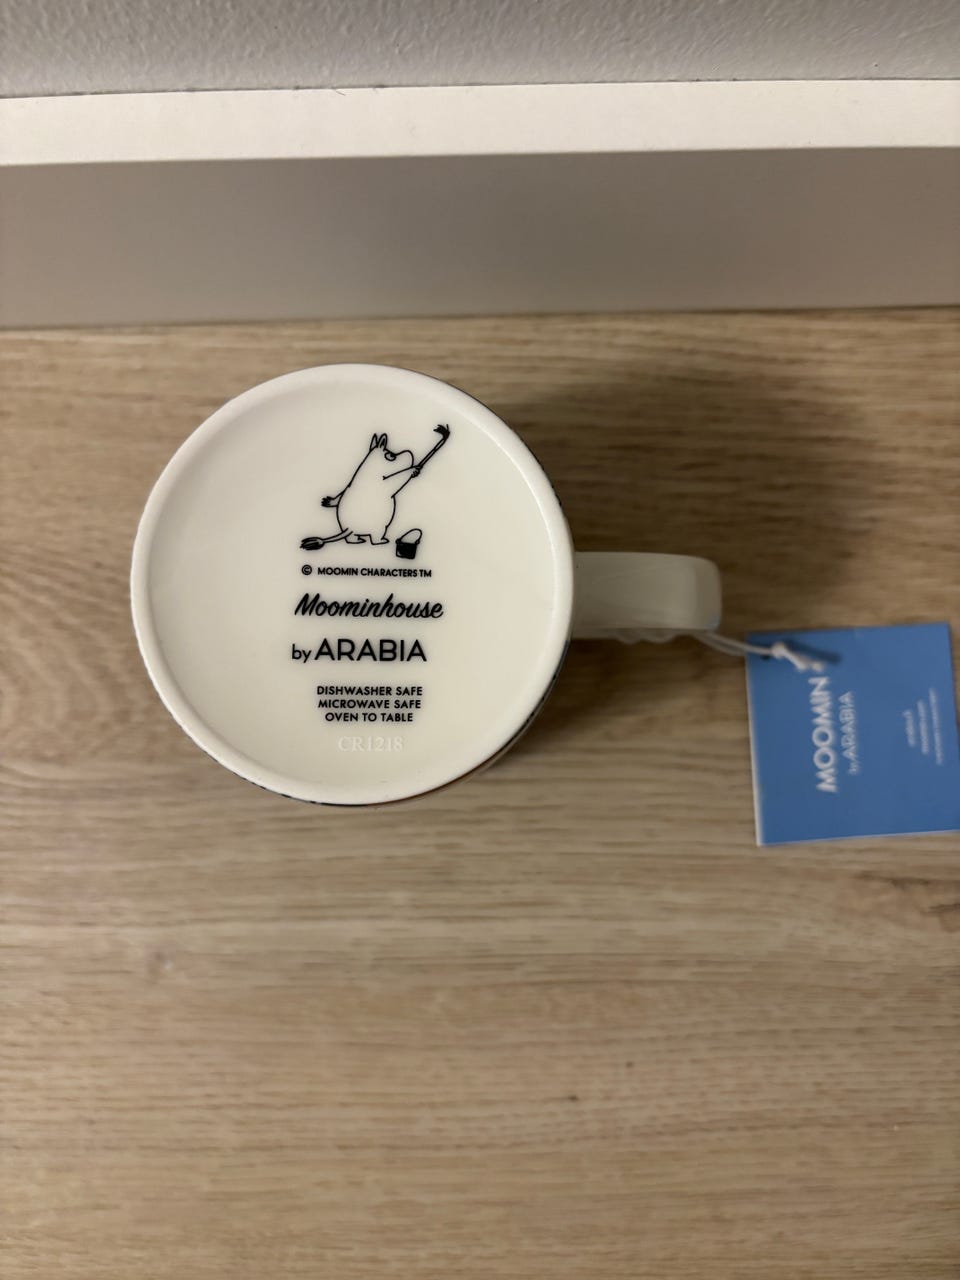 © MOOMIN CHARACTERS TM
Moominhouse
by ARABIA
DISHWASHER SAFE
MICROWAVE SAFE
OVEN TO TABLE
CR1218
MOOMIN
by ARABIA